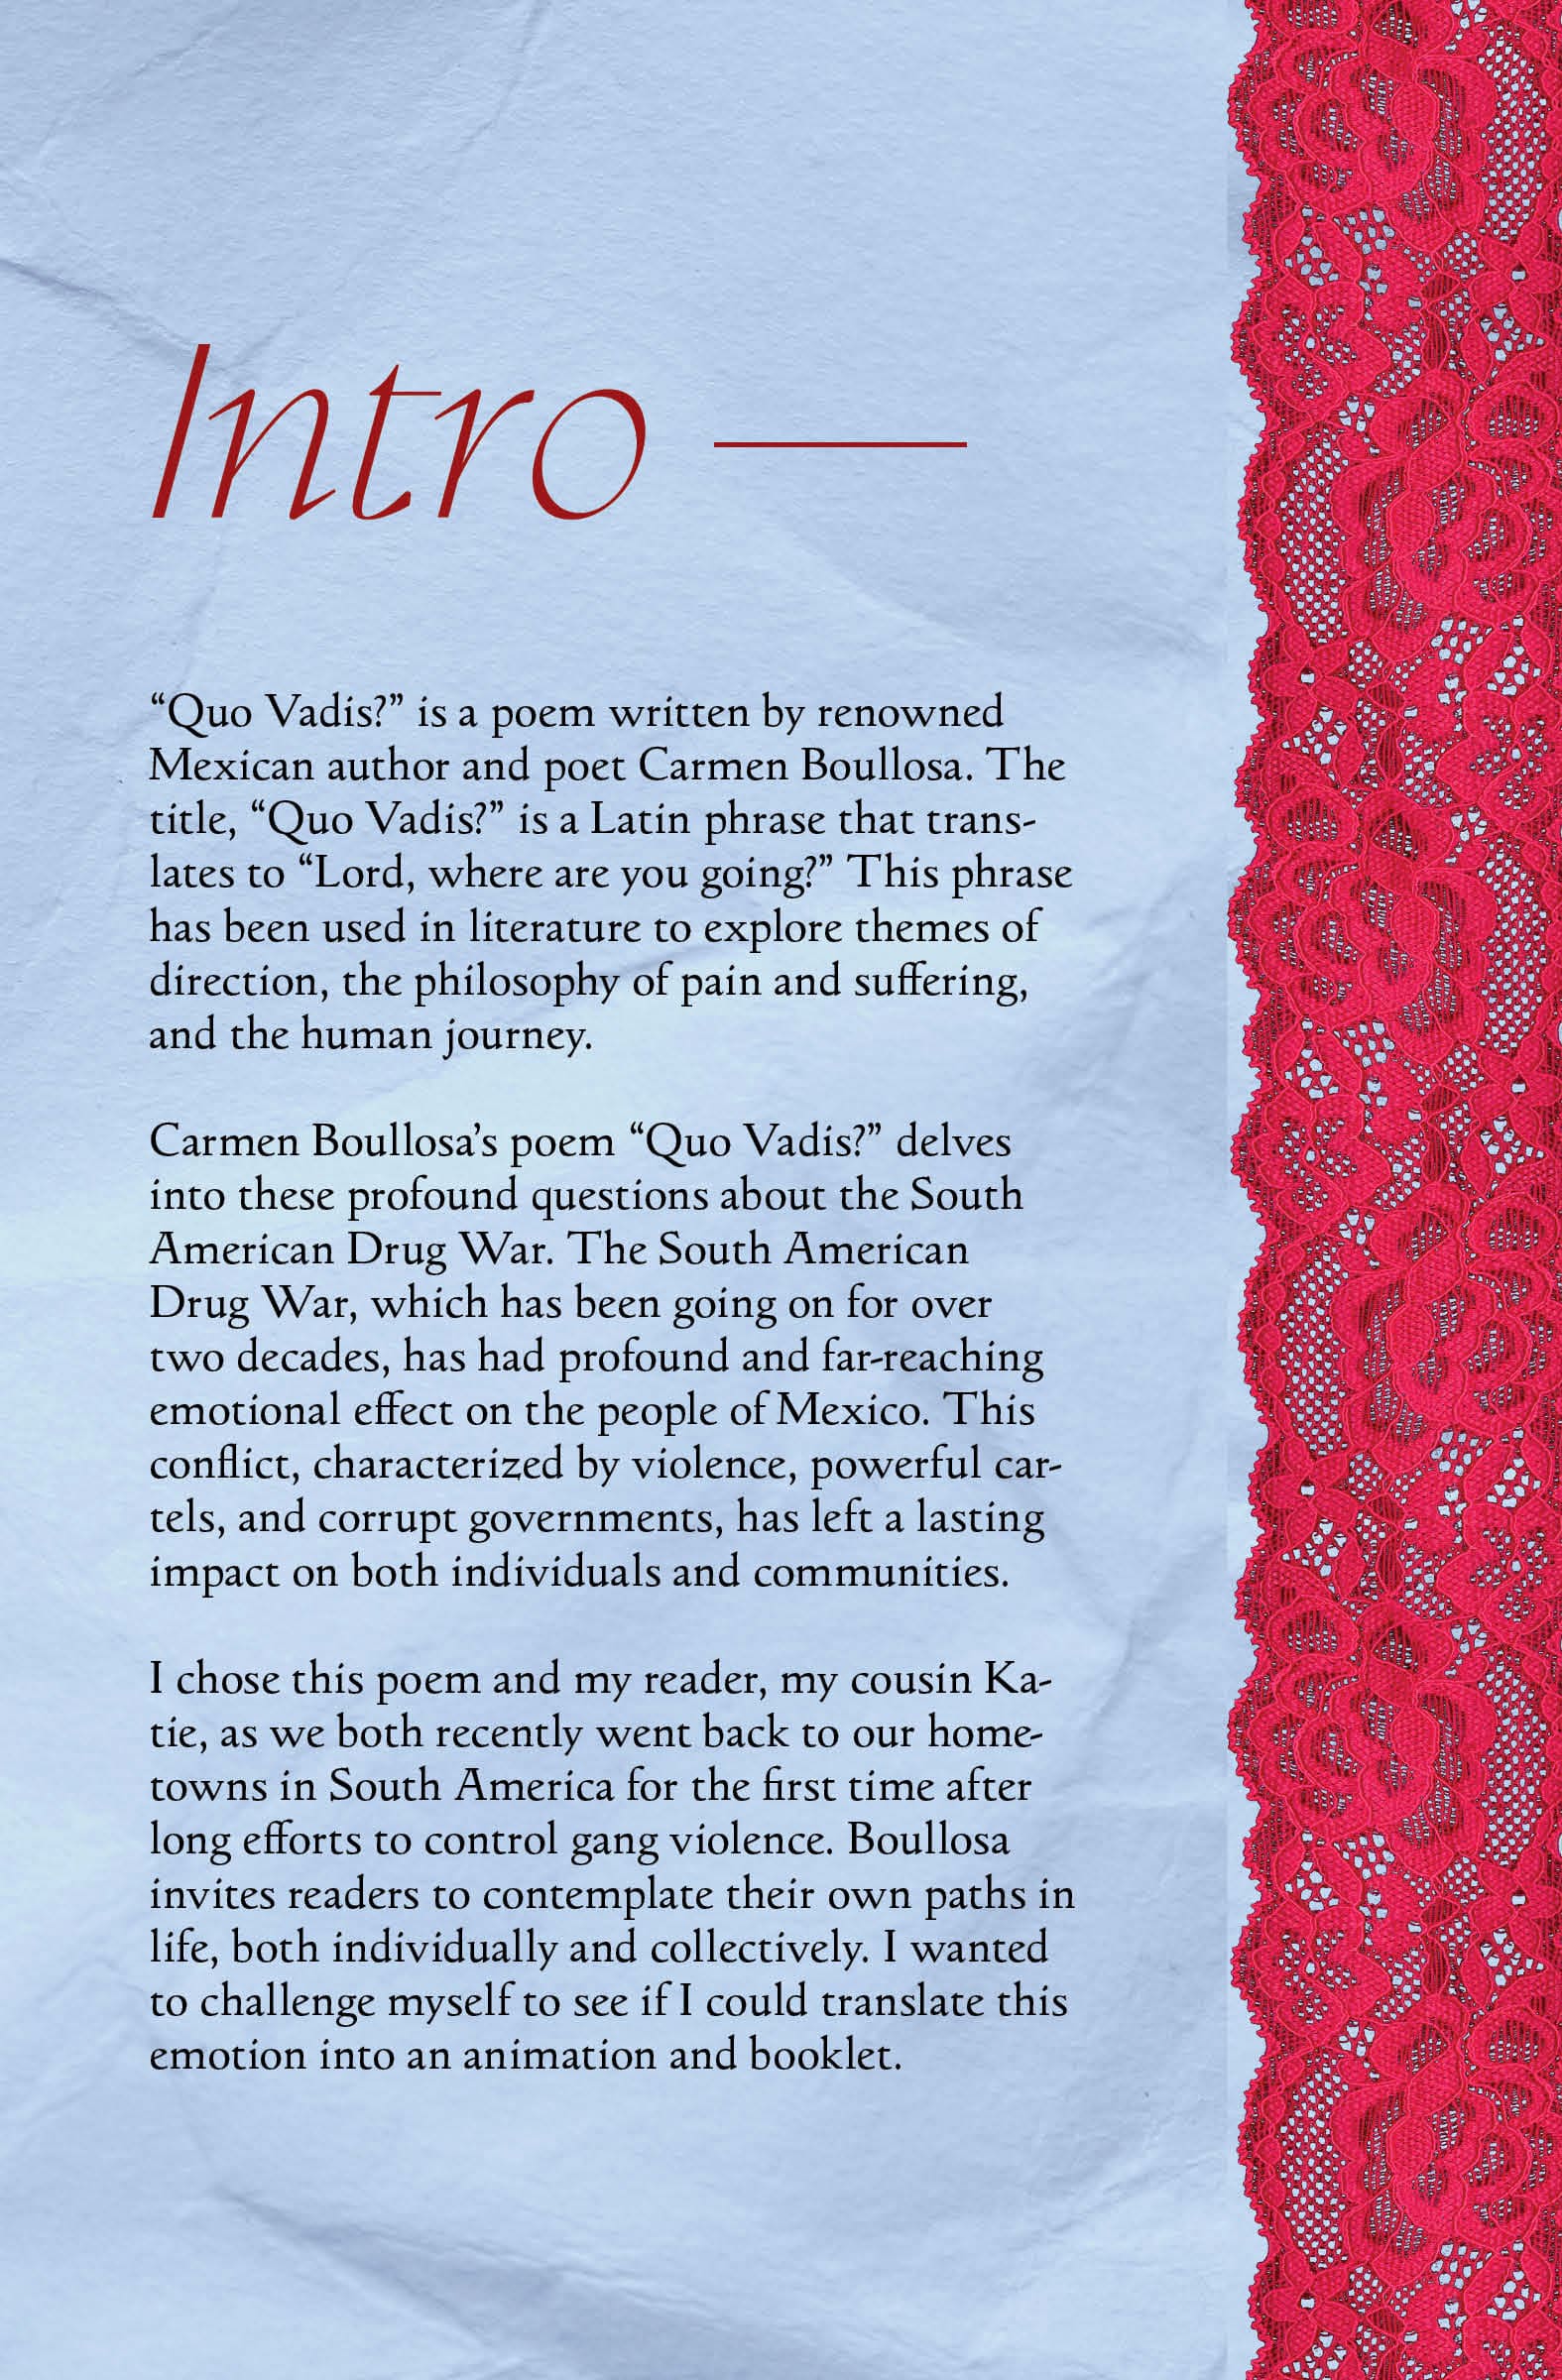 Intro —
“Quo Vadis?” is a poem written by renowned
Mexican author and poet Carmen Boullosa. The
title, “Quo Vadis?” is a Latin phrase that trans-
lates to “Lord, where are you going?” This phrase
has been used in literature to explore themes of
direction, the philosophy of pain and suffering,
and the human journey.
Carmen Boullosa’s poem “Quo Vadis?” delves
into these profound questions about the South
American Drug War. The South American
Drug War, which has been going on for over
two decades, has had profound and far-reaching
emotional effect on the people of Mexico. This
conflict, characterized by violence, powerful car-
tels, and corrupt governments, has left a lasting
impact on both individuals and communities.
I chose this poem and my reader, my cousin Ka-
tie, as we both recently went back to our home-
towns in South America for the first time after
long efforts to control gang violence. Boullosa
invites readers to contemplate their own paths in
life, both individually and collectively. I wanted
to challenge myself to see if I could translate this
emotion into an animation and booklet.